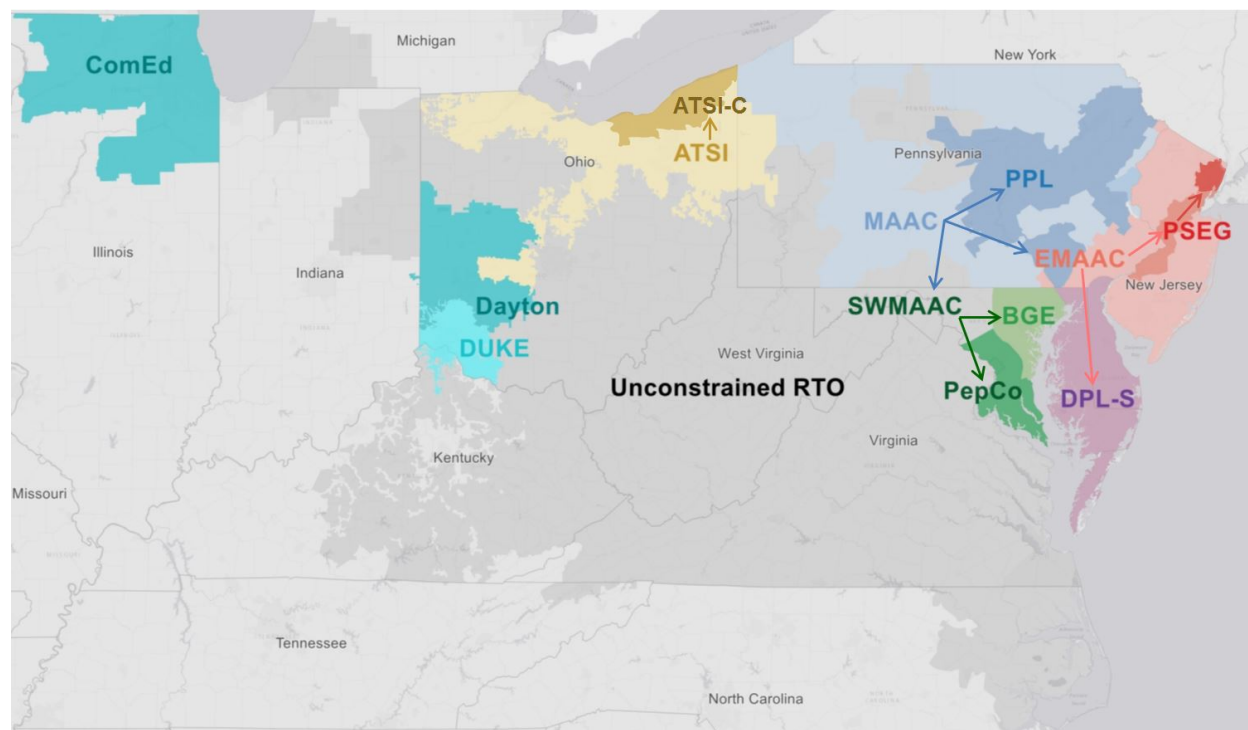 Michigan
New York
ComEd
ATSI-C
ATSI
Ohio
Pennsylvania
PPL
MAAC
PSEG
EMAAC
Illinois
Indiana
New Jersey
SWMAAC
Dayton
BGE
DUKE
West Virginia
Unconstrained RTO
PepCo
DPL-S
Virginia
Kentucky
Missouri
Tennessee
North Carolina